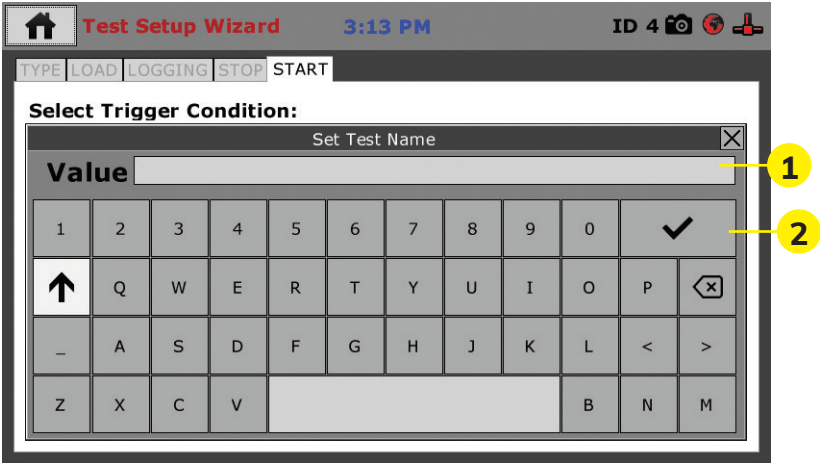 Test Setup Wizard 3:13 PM ID 4
TYPE LOAD LOGGING STOP START
Select Trigger Condition:
Set Test Name
Value 1
1 2 3 4 5 6 7 8 9 0 2
Q W E R T Y U I O P
_ A S D F G H J K L < >
Z X C V B N M